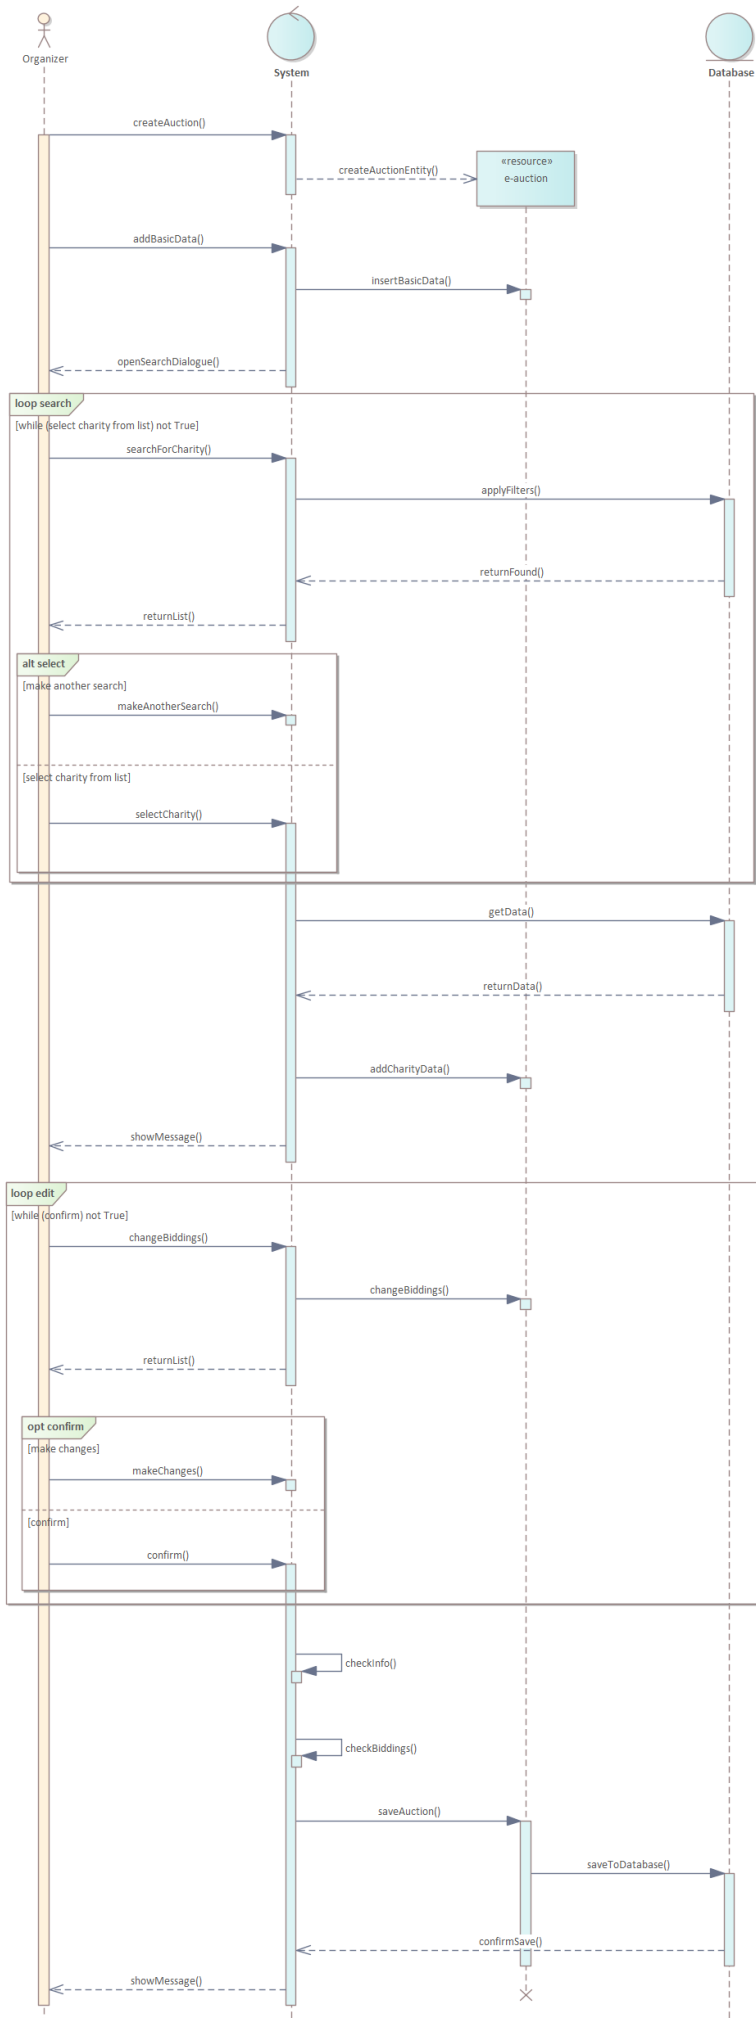 Organizer
System
Database
createAuction()
«resource»
e-auction
createAuctionEntity()
addBasicData()
insertBasicData()
openSearchDialogue()
loop search
[while (select charity from list) not True]
searchForCharity()
applyFilters()
returnFound()
returnList()
alt select
[make another search]
makeAnotherSearch()
[select charity from list]
selectCharity()
getData()
returnData()
addCharityData()
showMessage()
loop edit
[while (confirm) not True]
changeBiddings()
changeBiddings()
returnList()
opt confirm
[make changes]
makeChanges()
[confirm]
confirm()
checkInfo()
checkBiddings()
saveAuction()
saveToDatabase()
confirmSave()
showMessage()